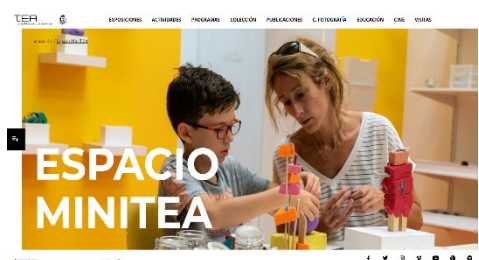 TEA
EXPOSICIONES ACTIVIDADES PROGRAMAS COLECCIÓN PUBLICACIONES C. FOTOGRAFÍA EDUCACIÓN CINE VISITAS
ESPACIO
MINITEA